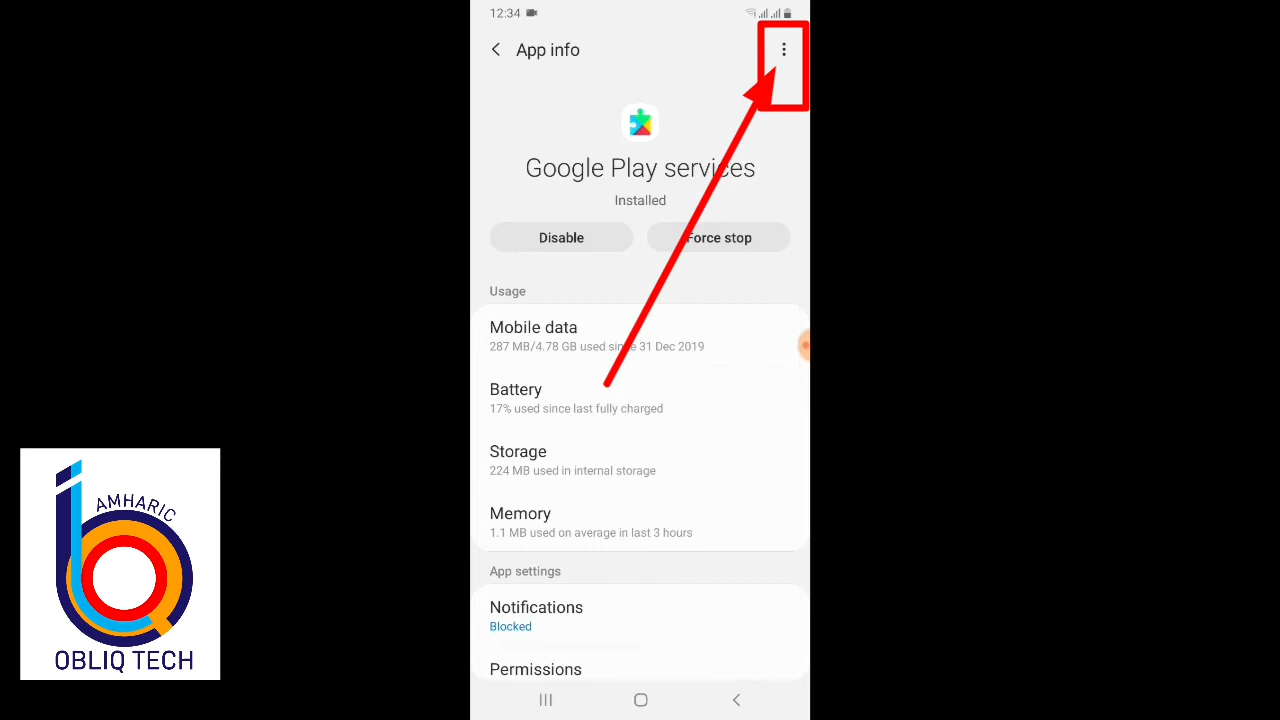 12:34
App info
Google Play services
Installed
Disable
Force stop
Usage
Mobile data
287 MB/4.78 GB used since 31 Dec 2019
Battery
17% used since last fully charged
Storage
224 MB used in internal storage
Memory
1.1 MB used on average in last 3 hours
App settings
Notifications
Blocked
Permissions
AMHARIC
OBLIQ TECH